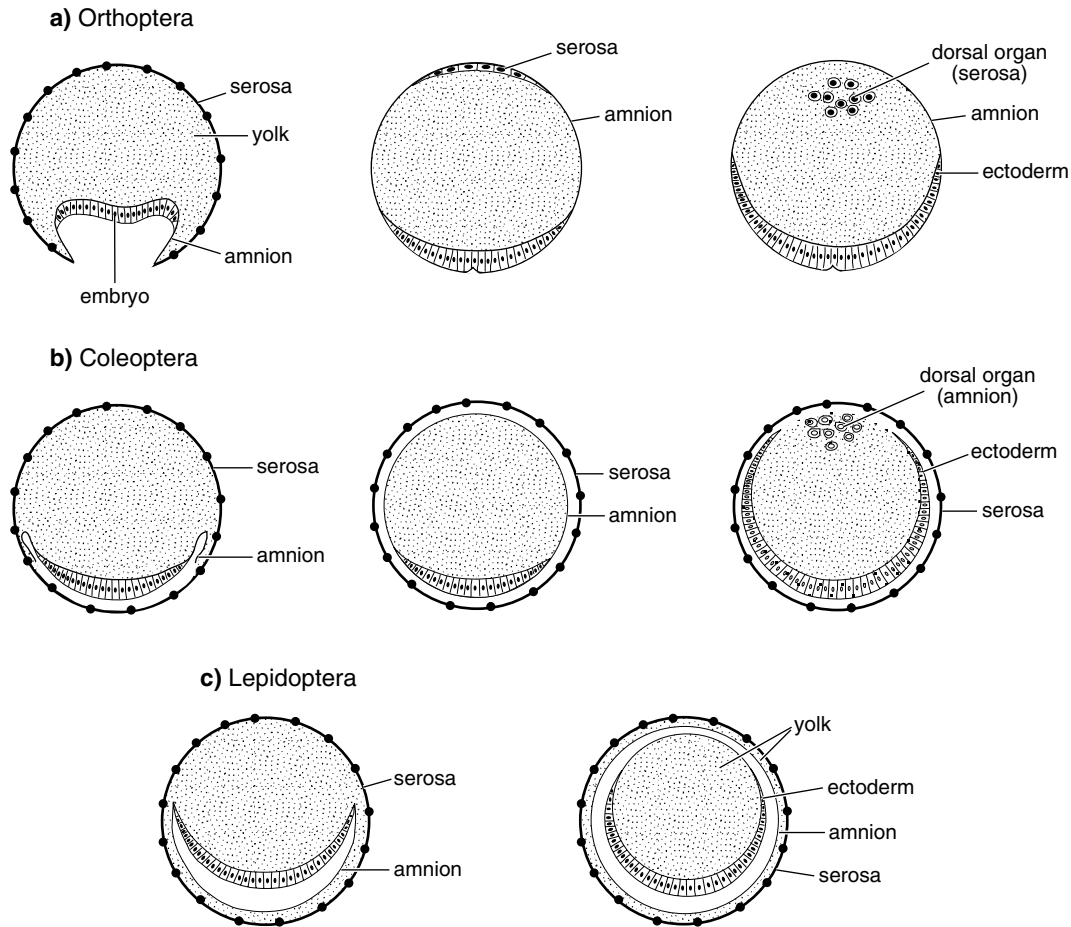 a) Orthoptera
serosa
yolk
amnion
embryo
serosa
amnion
dorsal organ
(serosa)
amnion
ectoderm
b) Coleoptera
serosa
amnion
serosa
amnion
dorsal organ
(amnion)
ectoderm
serosa
c) Lepidoptera
serosa
amnion
yolk
ectoderm
amnion
serosa